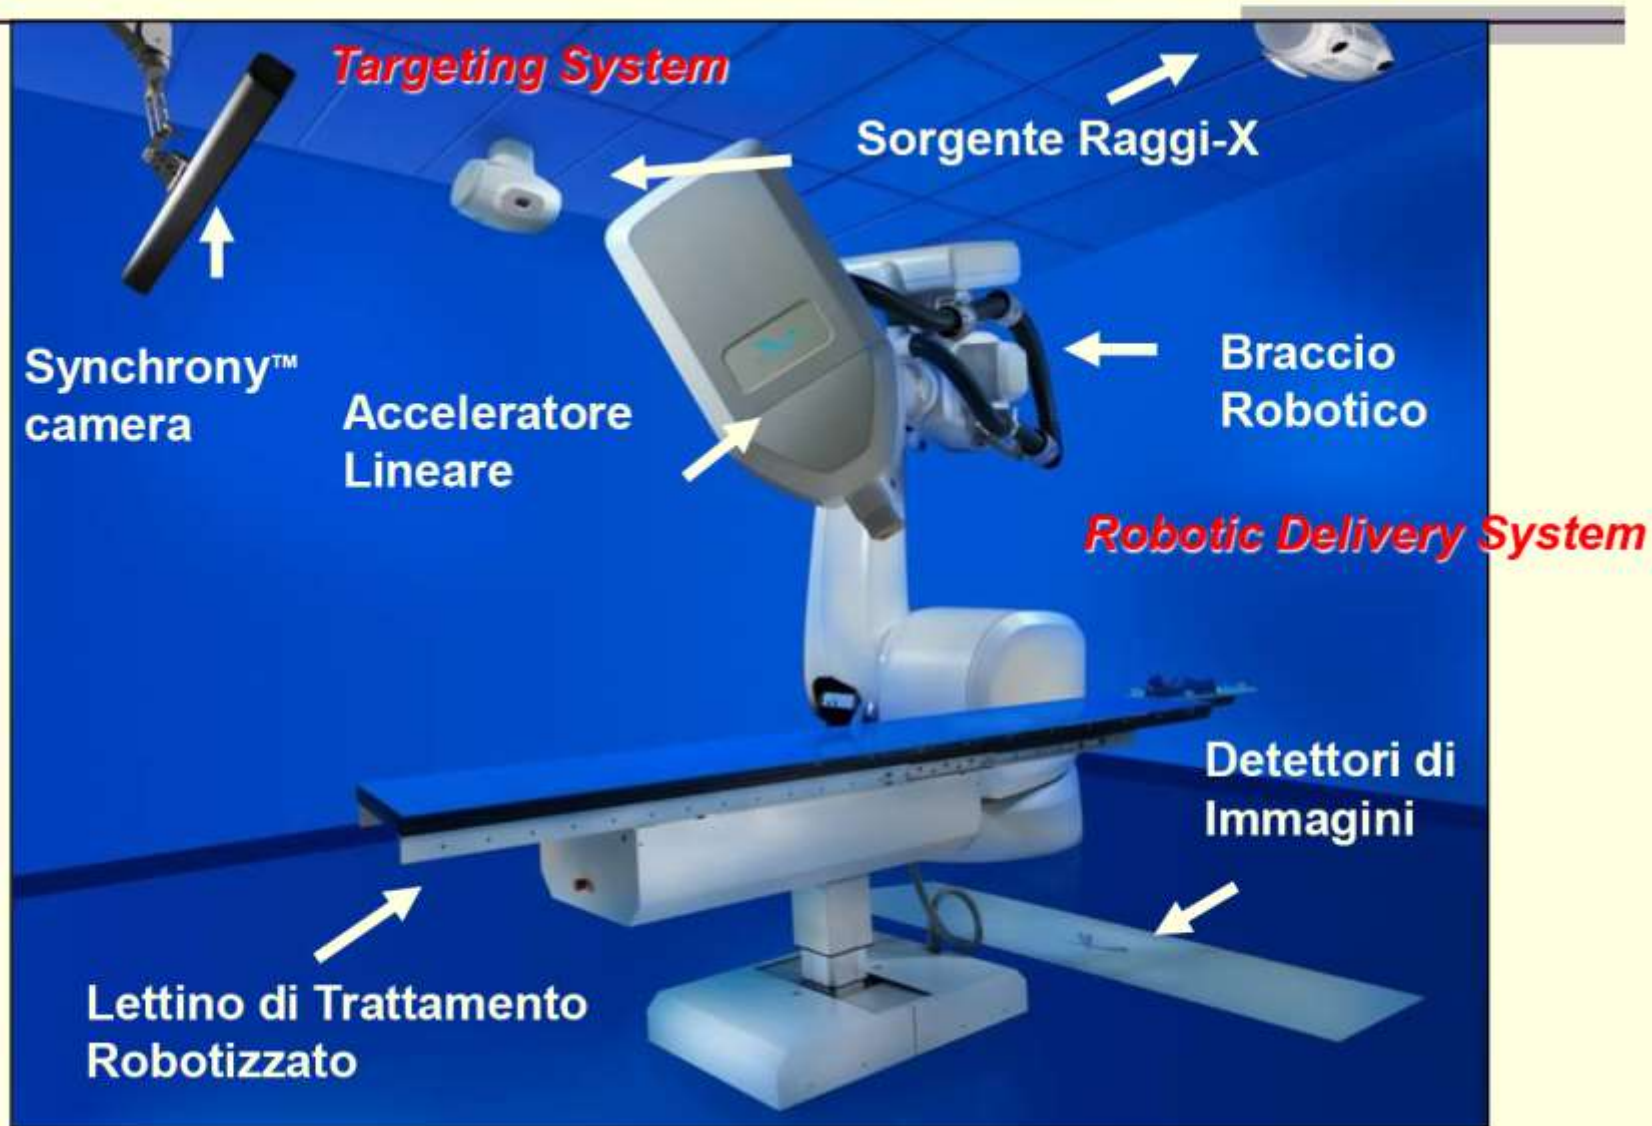 Targeting System
Sorgente Raggi-X
Synchrony™
camera
Acceleratore
Lineare
Braccio
Robotico
Robotic Delivery System
Detettori di
Immagini
Lettino di Trattamento
Robotizzato